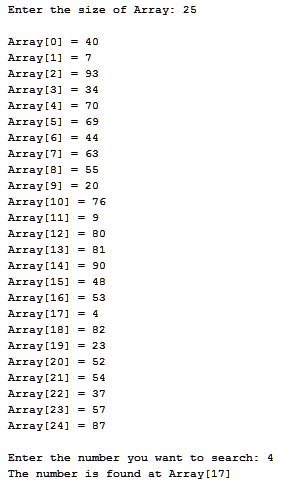 Enter the size of Array: 25
Array[0] = 40
Array[1] = 7
Array[2] = 93
Array[3] = 34
Array[4] = 70
Array[5] = 69
Array[6] = 44
Array[7] = 63
Array[8] = 55
Array[9] = 20
Array[10] = 76
Array[11] = 9
Array[12] = 80
Array[13] = 81
Array[14] = 90
Array[15] = 48
Array[16] = 53
Array[17] = 4
Array[18] = 82
Array[19] = 23
Array[20] = 52
Array[21] = 54
Array[22] = 37
Array[23] = 57
Array[24] = 87
Enter the number you want to search: 4
The number is found at Array[17]